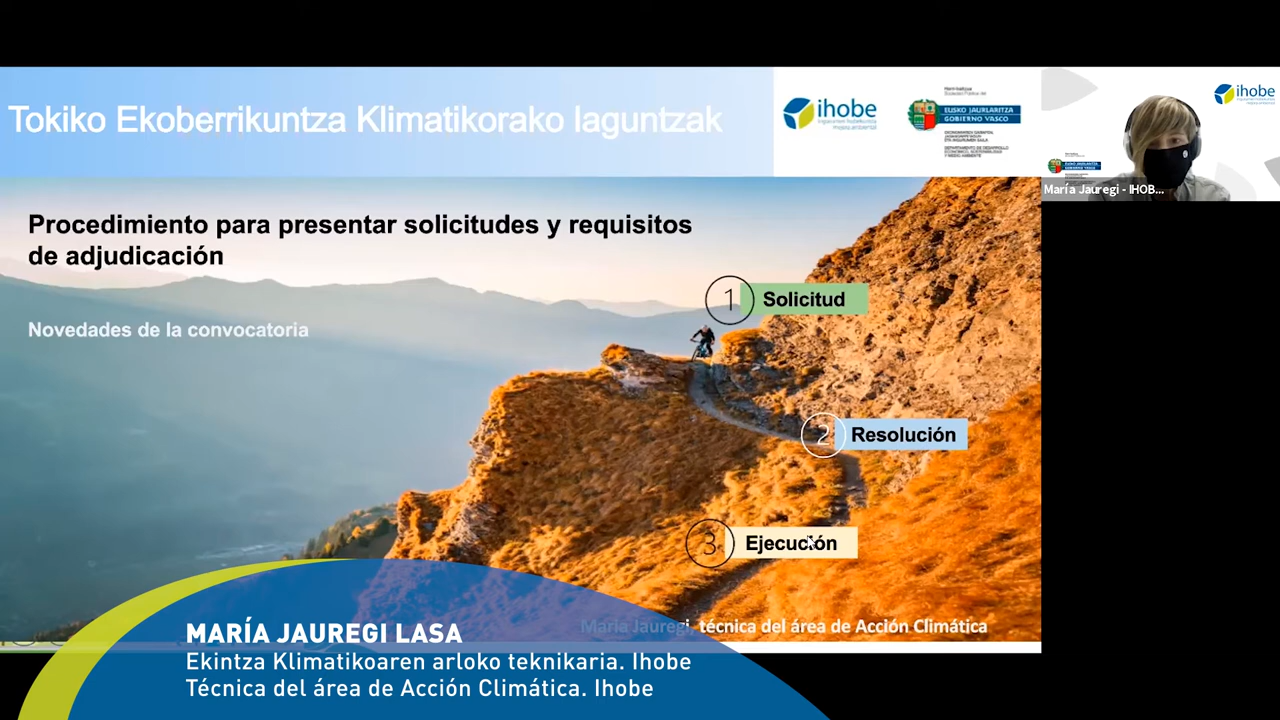 Tokiko Ekoberrikuntza Klimatikorako laguntzak
ihobe
EUSKO JAURLARITZA
GOBIERNO VASCO
ihobe
María Jauregi - IHOB...
Procedimiento para presentar solicitudes y requisitos
de adjudicación
Novedades de la convocatoria
1 Solicitud
2 Resolución
3 Ejecución
María Jauregi, técnica del área de Acción Climática
MARÍA JAUREGI LASA
Ekintza Klimatikoaren arloko teknikaria. Ihobe
Técnica del área de Acción Climática. Ihobe